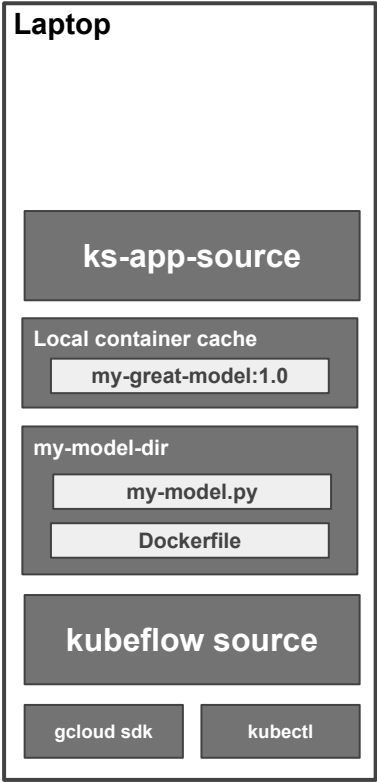 Laptop
ks-app-source
Local container cache
my-great-model:1.0
my-model-dir
my-model.py
Dockerfile
kubeflow source
gcloud sdk
kubectl